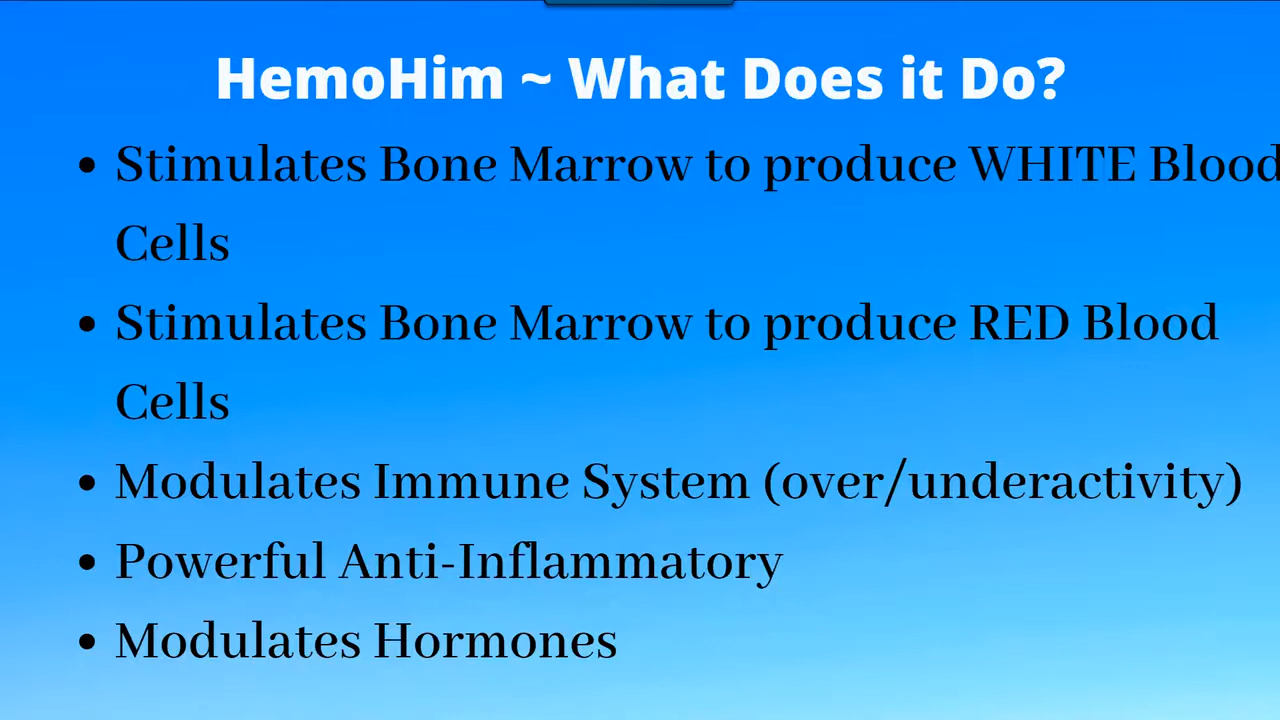 HemoHim ~ What Does it Do?
• Stimulates Bone Marrow to produce WHITE Blood
Cells
• Stimulates Bone Marrow to produce RED Blood
Cells
• Modulates Immune System (over/underactivity)
• Powerful Anti-Inflammatory
• Modulates Hormones